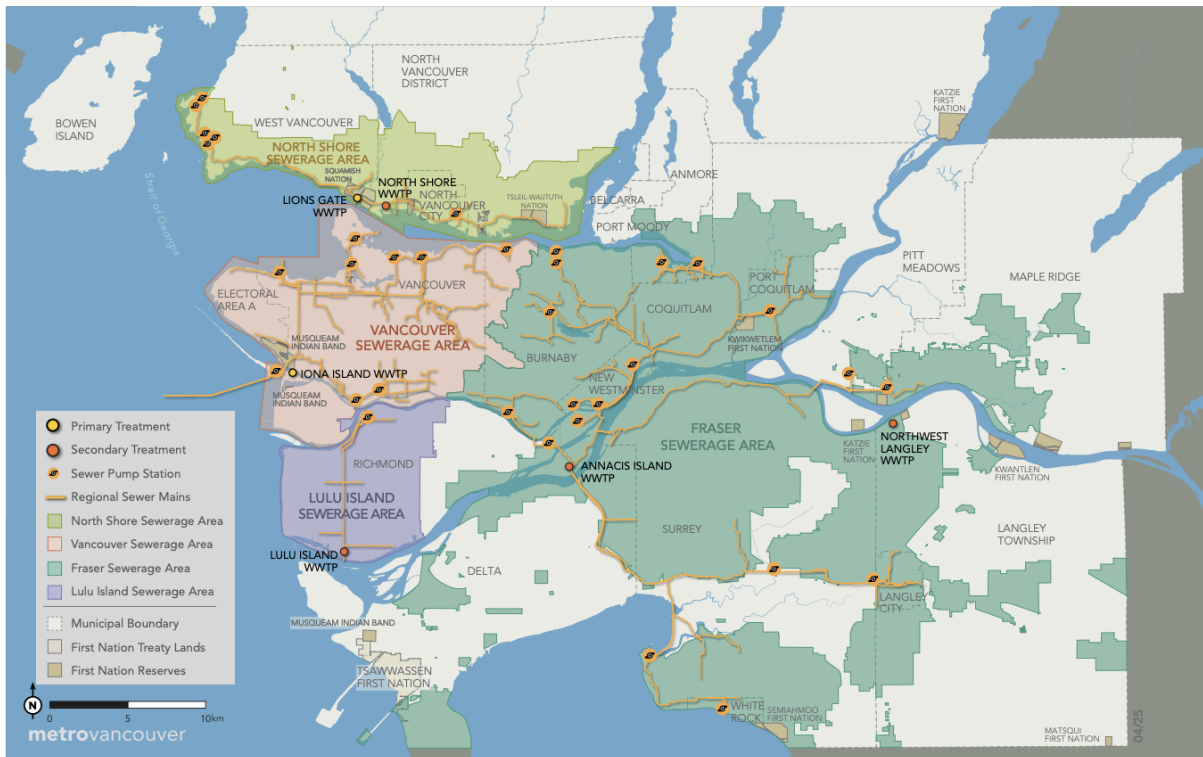 BOWEN
ISLAND
NORTH
VANCOUVER
DISTRICT
WEST VANCOUVER
NORTH SHORE
SEWERAGE AREA
SQUAMISH
NATION
NORTH SHORE
WWTP
LIONS GATE
WWTP
NORTH
VANCOUVER
CITY
TSLEIL-WAUTUTH
NATION
Strait of Georgia
KATZIE
FIRST
NATION
ANMORE
BELCARRA
PORT MOODY
PITT
MEADOWS
MAPLE RIDGE
PORT
COQUITLAM
COQUITLAM
KWIKWETLEM
FIRST NATION
ELECTORAL
AREA A
VANCOUVER
VANCOUVER
SEWERAGE AREA
MUSQUEAM
INDIAN BAND
IONA ISLAND WWTP
MUSQUEAM
INDIAN BAND
BURNABY
NEW
WESTMINSTER
FRASER
SEWERAGE AREA
KATZIE
FIRST
NATION
NORTHWEST
LANGLEY
WWTP
KWANTLEN
FIRST NATION
ANNACIS ISLAND
WWTP
RICHMOND
LULU ISLAND
SEWERAGE AREA
LULU ISLAND
WWTP
SURREY
LANGLEY
TOWNSHIP
DELTA
LANGLEY
CITY
MUSQUEAM INDIAN BAND
TSAWWASSEN
FIRST NATION
WHITE
ROCK
SEMIAHMOO
FIRST NATION
MATSQUI
FIRST NATION
04/25
Primary Treatment
Secondary Treatment
Sewer Pump Station
Regional Sewer Mains
North Shore Sewerage Area
Vancouver Sewerage Area
Fraser Sewerage Area
Lulu Island Sewerage Area
Municipal Boundary
First Nation Treaty Lands
First Nation Reserves
N
0 5 10km
metrovancouver